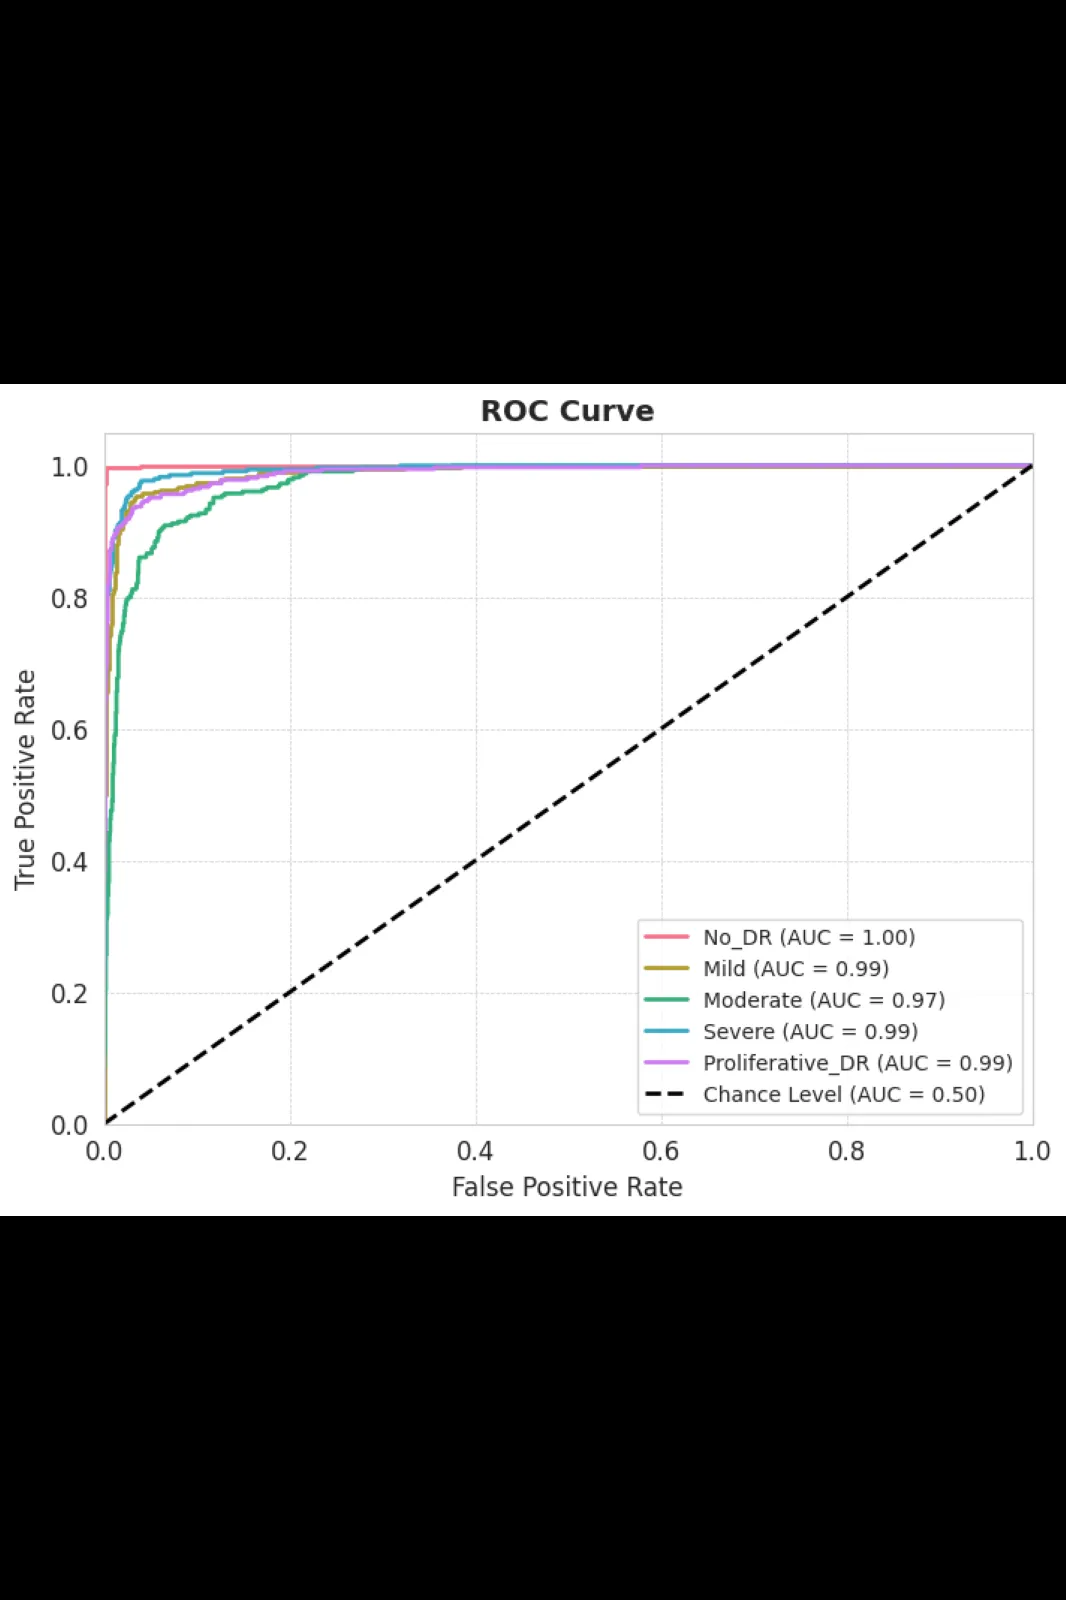 ROC Curve
1.0
0.8
0.6
0.4
0.2
0.0
True Positive Rate
No_DR (AUC = 1.00)
Mild (AUC = 0.99)
Moderate (AUC = 0.97)
Severe (AUC = 0.99)
Proliferative_DR (AUC = 0.99)
Chance Level (AUC = 0.50)
0.0 0.2 0.4 0.6 0.8 1.0
False Positive Rate